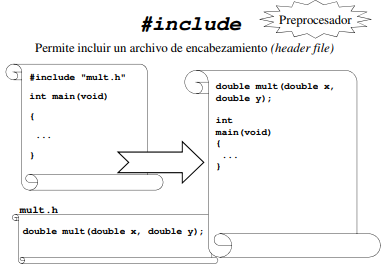 #include
Preprocesador
Permite incluir un archivo de encabezamiento (header file)
#include "mult.h"
int main(void)
{
...
}
double mult(double x,
double y);
int
main(void)
{
...
}
mult.h
double mult(double x, double y);